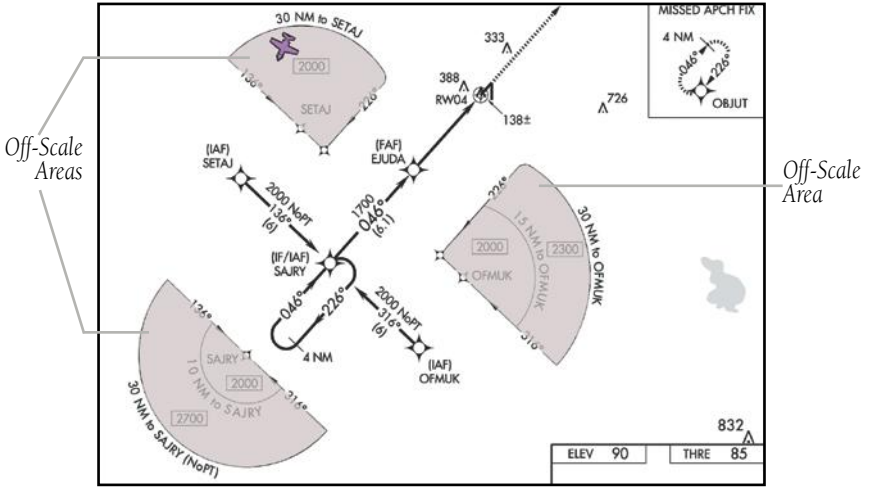 30 NM to SETAJ
2000
136°
226°
SETAJ
Off-Scale
Areas
(IAF)
SETAJ
2000 NoPT
136°
(6)
333
388
RW04
138±
726
MISSED APCH FIX
4 NM
046°
226°
OBJUT
(FAF)
EJUDA
1700
046°
(6.1)
(IF/IAF)
SAJRY
046°
226°
4 NM
2000 NoPT
316°
(6)
(IAF)
OFMUK
226°
15 NM to OFMUK
30 NM to OFMUK
2000
2300
OFMUK
316°
Off-Scale
Area
136°
SAJRY
2000
10 NM to SAJRY
316°
2700
30 NM to SAJRY (NoPT)
832
ELEV 90
THRE 85